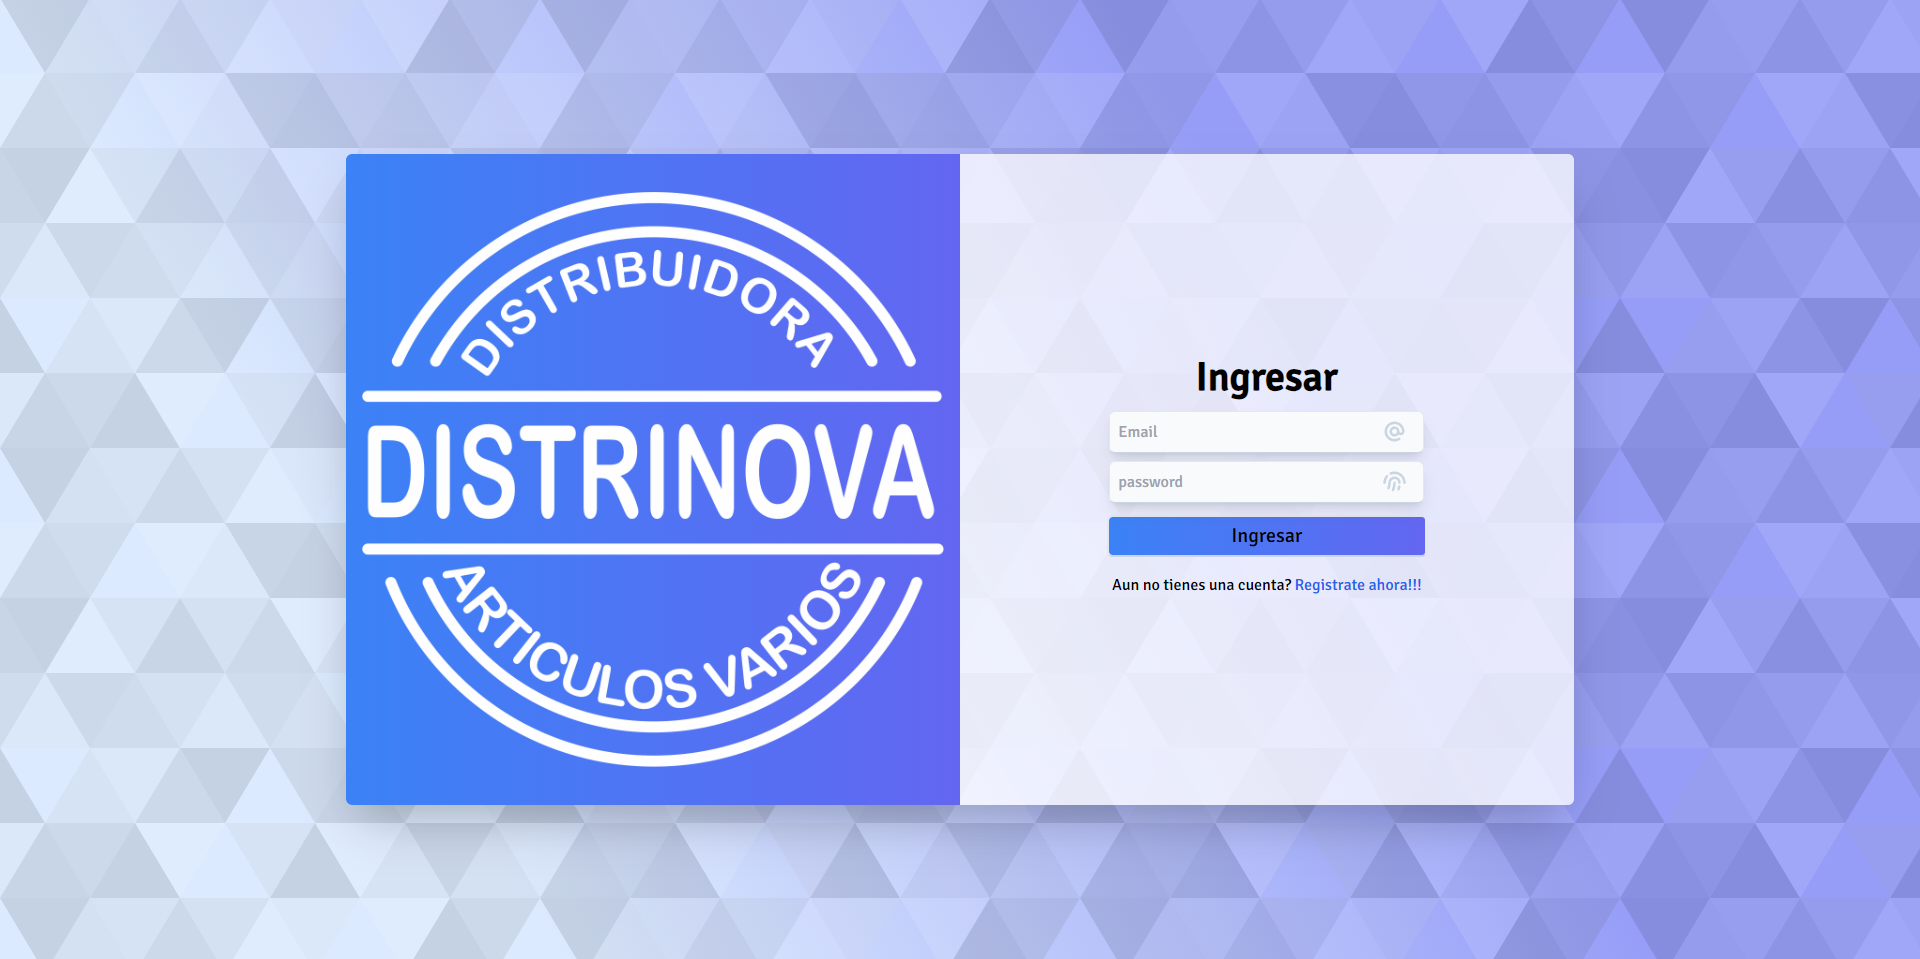 DISTRIBUIDORA
DISTRINOVA
ARTICULOS VARIOS
Ingresar
Email
password
Ingresar
Aun no tienes una cuenta? Registrate ahora!!!